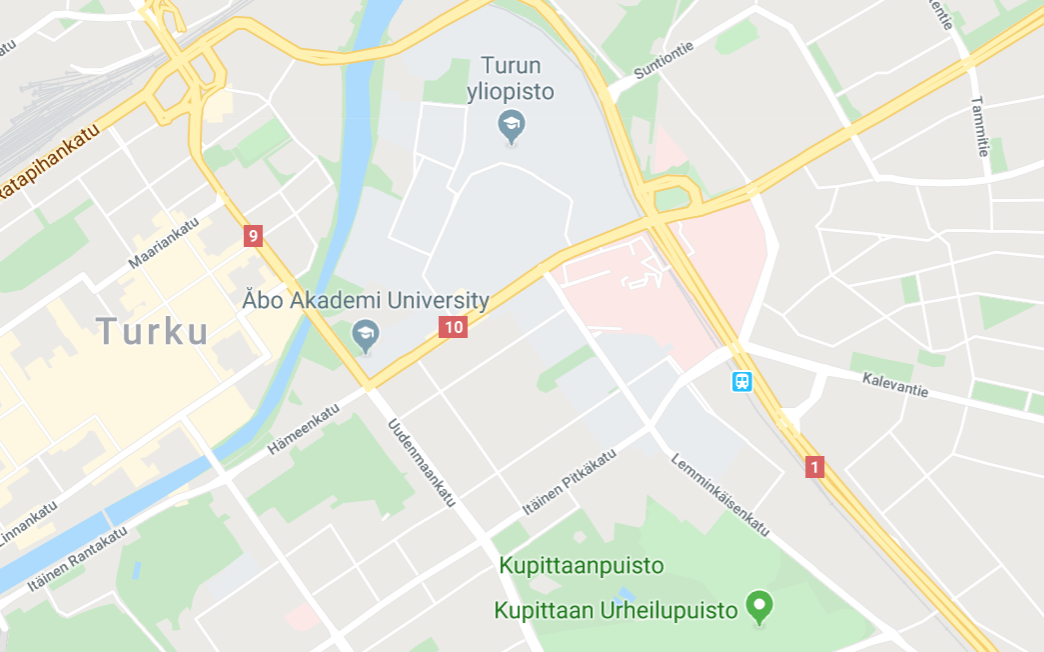 Turun
yliopisto
Suntiontie
Tammitie
Ratapihankatu
9
Maariankatu
Åbo Akademi University
10
Turku
Kalevantie
Hämeenkatu
Uudenmaankatu
1
Itäinen Pitkäkatu
Lemminkäisenkatu
Linnankatu
Itäinen Rantakatu
Kupittaanpuisto
Kupittaan Urheilupuisto